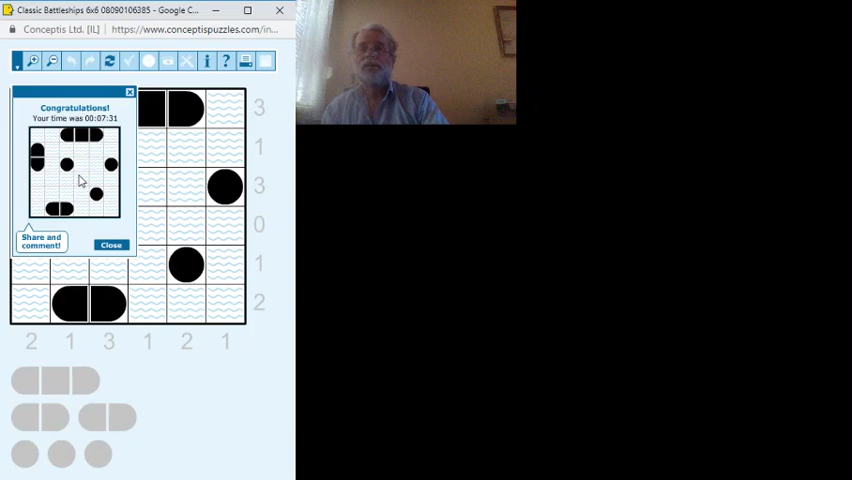 Classic Battleships 6x6 08090106385 - Google C...
Conceptis Ltd. [IL] https://www.conceptispuzzles.com/in...
Congratulations!
Your time was 00:07:31
Share and
comment!
Close
3
1
3
0
1
2
2 1 3 1 2 1